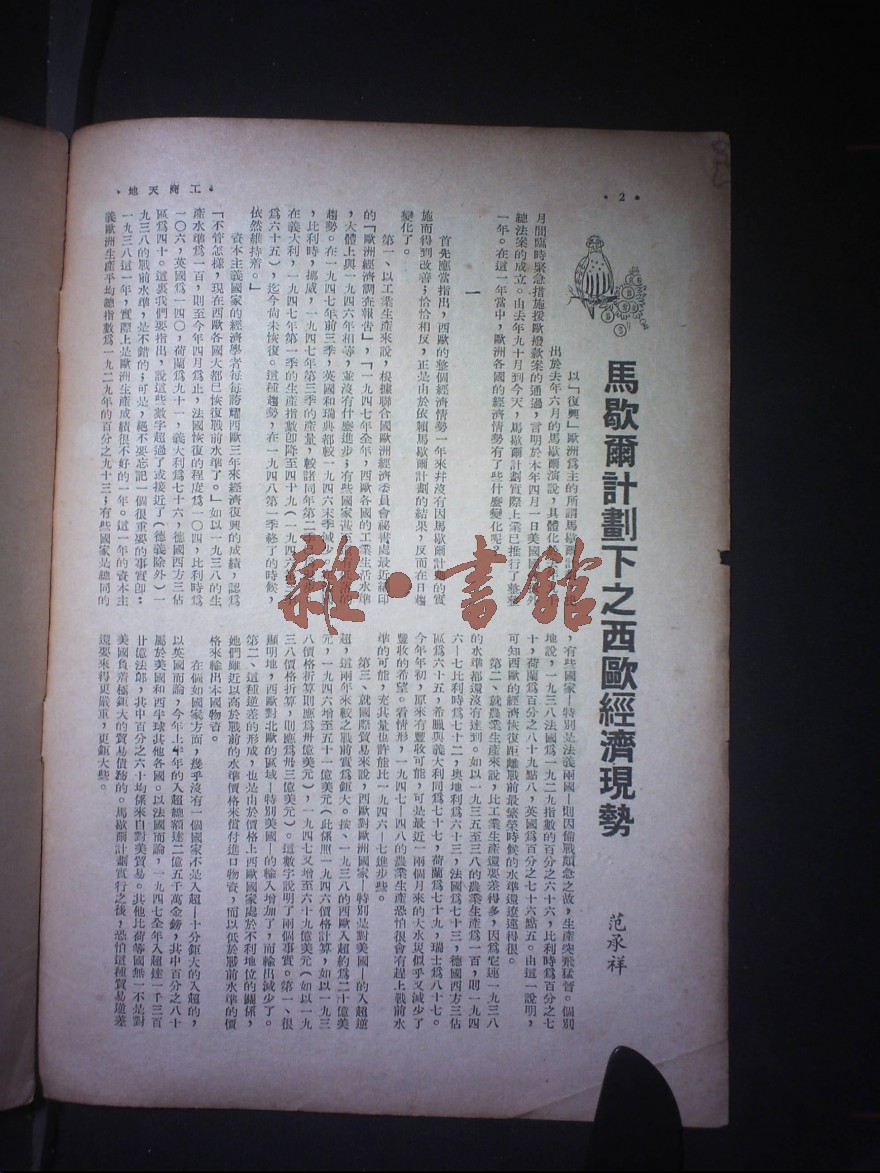 ・2・
工商天地
馬歇爾計劃下之西歐經濟現勢
范承祥
以「復興」歐洲爲主的所謂馬歇爾計劃
出於去年六月的馬歇爾演說，具體化
月間臨時緊急措施援歐撥款案的通過，言明於本年四月一日美國國
總法案的成立。由去年九十月到今天，馬歇爾計劃實際上業已推行了整整
一年。在這一年當中，歐洲各國的經濟情勢有了些什麽變化呢？
一
首先應當指出，西歐的整個經濟情勢一年來幷沒有因馬歇爾計劃的實
施而得到改善；恰恰相反，正是由於依賴馬歇爾計劃的結果，反而在日趨
變化了。
第一、以工業生產來說，根據聯合國歐洲經濟委員會祕書處最近編印
的「歐洲經濟調查報告」，「一九四七年全年，西歐各國的工業生活水準
，大體上與一九四六年相等，並沒有什麽進步；有些國家甚至
趨勢。在一九四七年前三季，英國和瑞典都較一九四六末季減少
，比利時，挪威，一九四七年第三季的產量，較諸同年第二季
在義大利，一九四七年第一季的生產指數卽降至四十九（一九四六
爲六十五），迄今尙未恢復。這種趨勢，在一九四八第一季終了的時候，
依然維持着。」
資本主義國家的經濟學者每每誇耀西歐三年來經濟復興的成績，認爲
「不管怎樣，現在西歐各國大都已恢復戰前水準了。」如以一九三八的生
產水準爲一百，則至今年四月爲止，法國恢復的程度爲一〇四，比利時爲
一〇六，英國爲一四〇，荷蘭爲九十一，義大利爲七十六，德國西方三佔
區爲四十。這裏我們要指出，說這些數字超過了或接近了（德義除外）一
九三八的戰前水準，是不錯的；可是，絕不要忘記一個很重要的事實卽：
一九三八這一年，實際上是歐洲生產成績很不好的一年。這一年的資本主
義歐洲生產平均總指數爲一九二九年的百分之九十三；有些國家是總同的
，有些國家—特別是法義兩國—則因備戰顛急之故，生產突飛猛晉。個別
地說，一九三八法國爲一九二九指數的百分之六十六，比利時爲百分之七
十，荷蘭爲百分之八十九點八，英國爲百分之七十六點五。由這一說明，
可知西歐的經濟恢復距離戰前最繁榮時候的水準還遼遠得很。
第二、就農業生產來說，比工業生產還要差得多，因爲它連一九三八
的水準都還沒有達到。如以一九三五至三八的農業生產爲一百，則一九四
六—七比利時爲七十二，奧地利爲六十三，法國爲七十三，德國西方三佔
區爲六十五，希臘與義大利同爲七十七，荷蘭爲七十九，瑞士爲八十七。
今年年初，原來有豐收可能，可是最近一兩個月來的大水災似乎又減少了
豐收的希望。看情形，一九四七—四八的農業生產恐怕很會有趕上戰前水
準的可能，充其量也許能比一九四六—七進步些。
第三、就國際貿易來說，西歐對歐洲國家—特別是對美國—的入超逆
超，這兩年來較之戰前實爲鉅大。按，一九三八的西歐入超約爲二十億美
元，一九四六增至五十一億美元（此係照一九四六價格計算，如以一九三
八價格折算則應爲卅億美元），一九四七又增至六十九億美元（如以一九
三八價格折算，則應爲卅三億美元）。這數字說明了兩個事實。第一、很
顯明地，西歐對北歐的區域—特別美國—的輸入增加了，而輸出減少了。
第二、這種逆差的形成，也是由於價格上西歐國家處於不利地位的關係，
她們雖近以高於戰前的水準價格來償付進口物資，而以低於戰前水準的價
格來輸出本國物資。
在個如國家方面，幾乎沒有一個國家不是入超—十分鉅大的入超的，
以英國而論，今年上半年的入超總額達二億五千萬金鎊，其中百分之八十
屬於美國和西半球其他各國。以法國而論，一九四七全年入超達一千三百
廿億法郎，其中百分之六十均係來自對美貿易。其他比荷等國無一不是對
美國負着極鉅大的貿易債務的。馬歇爾計劃實行之後，恐怕這種貿易逆差
還要來得更嚴重，更鉅大些。
雜・書館